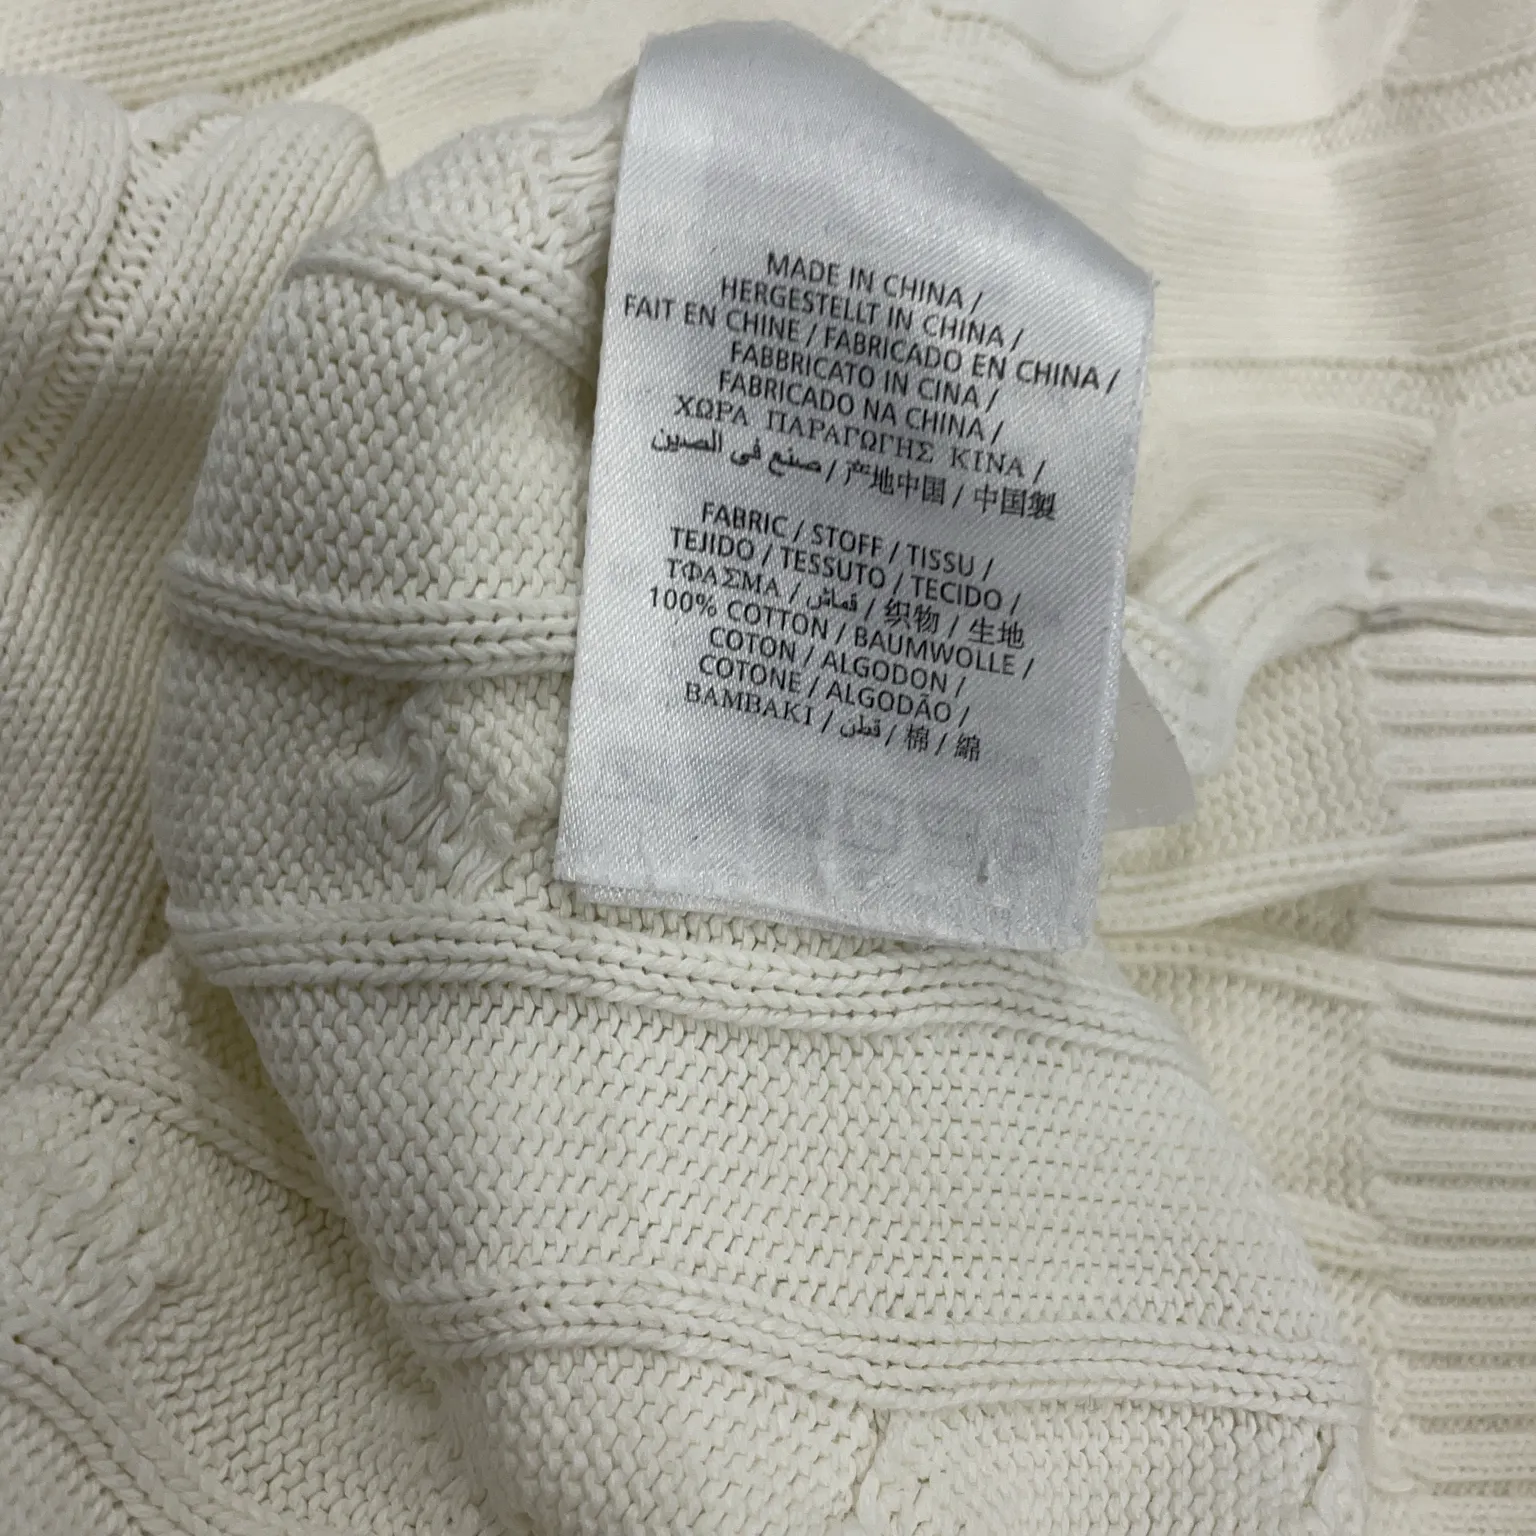 MADE IN CHINA /
HERGESTELLT IN CHINA /
FAIT EN CHINE / FABRICADO EN CHINA /
FABBRICATO IN CINA /
FABRICADO NA CHINA /
ΧΩΡΑ ΠΑΡΑΓΩΓΗΣ ΚΙΝΑ /
صنع في الصين / 产地中国 / 中国製
FABRIC / STOFF / TISSU /
TEJIDO / TESSUTO / TECIDO /
ΤΦΑΣΜΑ / قماش / 织物 / 生地
100% COTTON / BAUMWOLLE /
COTON / ALGODON /
COTONE / ALGODÃO /
ΒΑΜΒΑΚΙ / قطن / 棉 / 綿